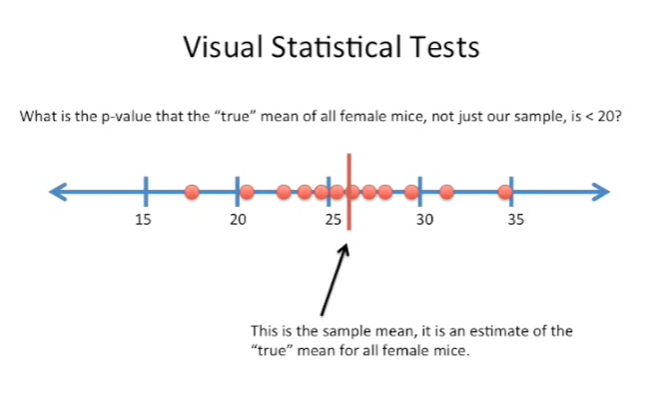 Visual Statistical Tests
What is the p-value that the “true” mean of all female mice, not just our sample, is < 20?
15 20 25 30 35
This is the sample mean, it is an estimate of the
“true” mean for all female mice.